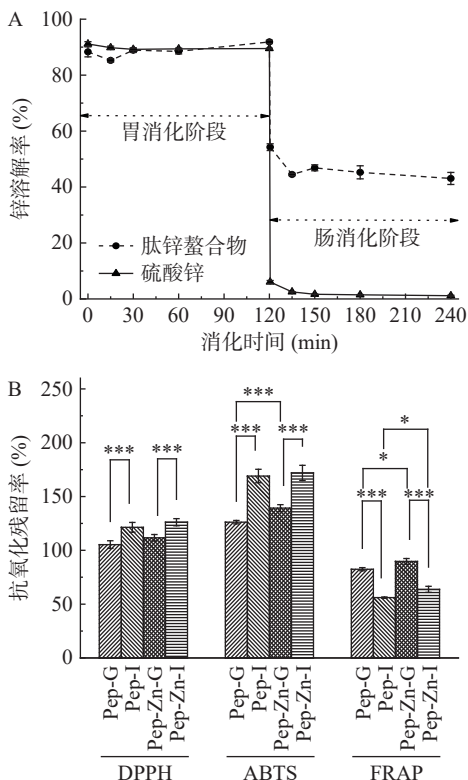 A
锌溶解率 (%)
100
80
60
40
20
0
胃消化阶段
肠消化阶段
肽锌螯合物
硫酸锌
0 30 60 90 120 150 180 210 240
消化时间 (min)
B
抗氧化残留率 (%)
250
200
150
100
50
0
*** ***
***
*** ***
*
*
*** ***
Pep-G Pep-I Pep-Zn-G Pep-Zn-I Pep-G Pep-I Pep-Zn-G Pep-Zn-I Pep-G Pep-I Pep-Zn-G Pep-Zn-I
DPPH ABTS FRAP